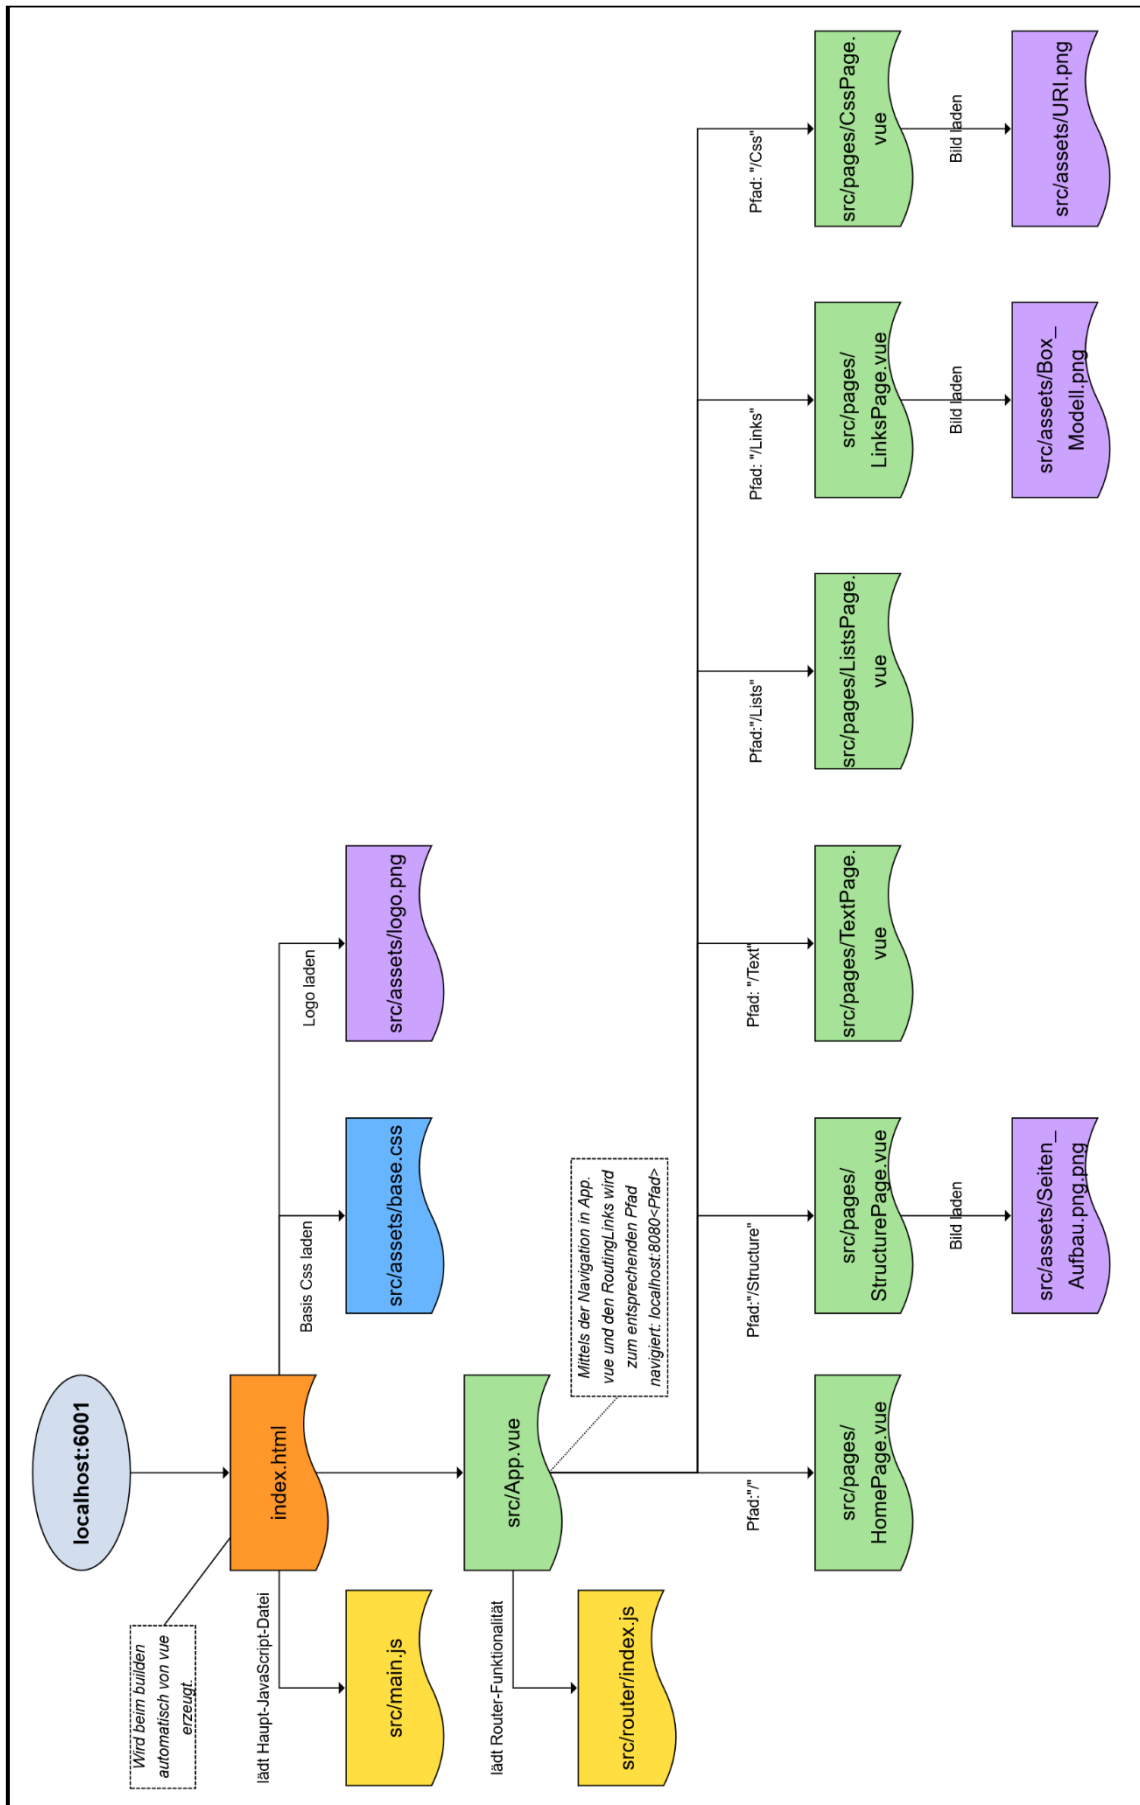 localhost:6001
Wird beim builden
automatisch von vue
erzeugt.
index.html
lädt Haupt-JavaScript-Datei
Basis Css laden
Logo laden
src/main.js
src/assets/base.css
src/assets/logo.png
src/App.vue
lädt Router-Funktionalität
src/router/index.js
Mittels der Navigation in App.
vue und den RoutingLinks wird
zum entsprechenden Pfad
navigiert: localhost:8080<Pfad>
Pfad:"/"
Pfad:"/Structure"
Pfad: "/Text"
Pfad:"/Lists"
Pfad: "/Links"
Pfad: "/Css"
src/pages/
HomePage.vue
src/pages/
StructurePage.vue
src/pages/TextPage.
vue
src/pages/ListsPage.
vue
src/pages/
LinksPage.vue
src/pages/CssPage.
vue
Bild laden
Bild laden
Bild laden
src/assets/Seiten_
Aufbau.png.png
src/assets/Box_
Modell.png
src/assets/URI.png